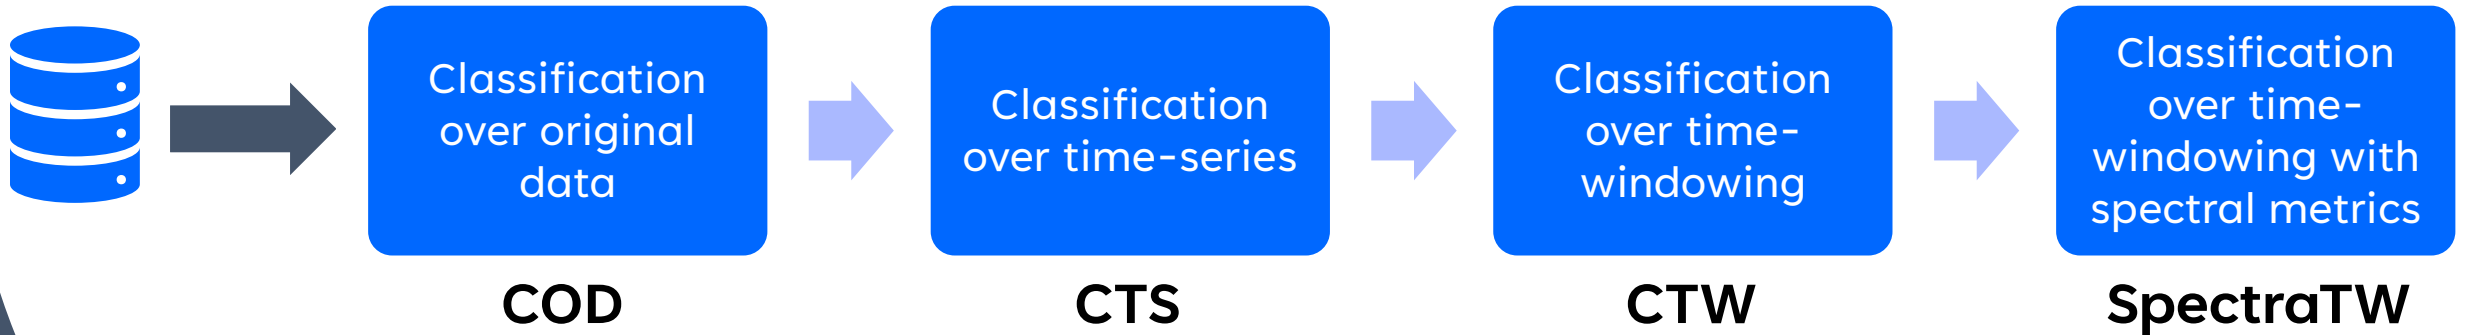 Classification
over original
data
COD
Classification
over time-series
CTS
Classification
over time-
windowing
CTW
Classification
over time-
windowing with
spectral metrics
SpectraTW